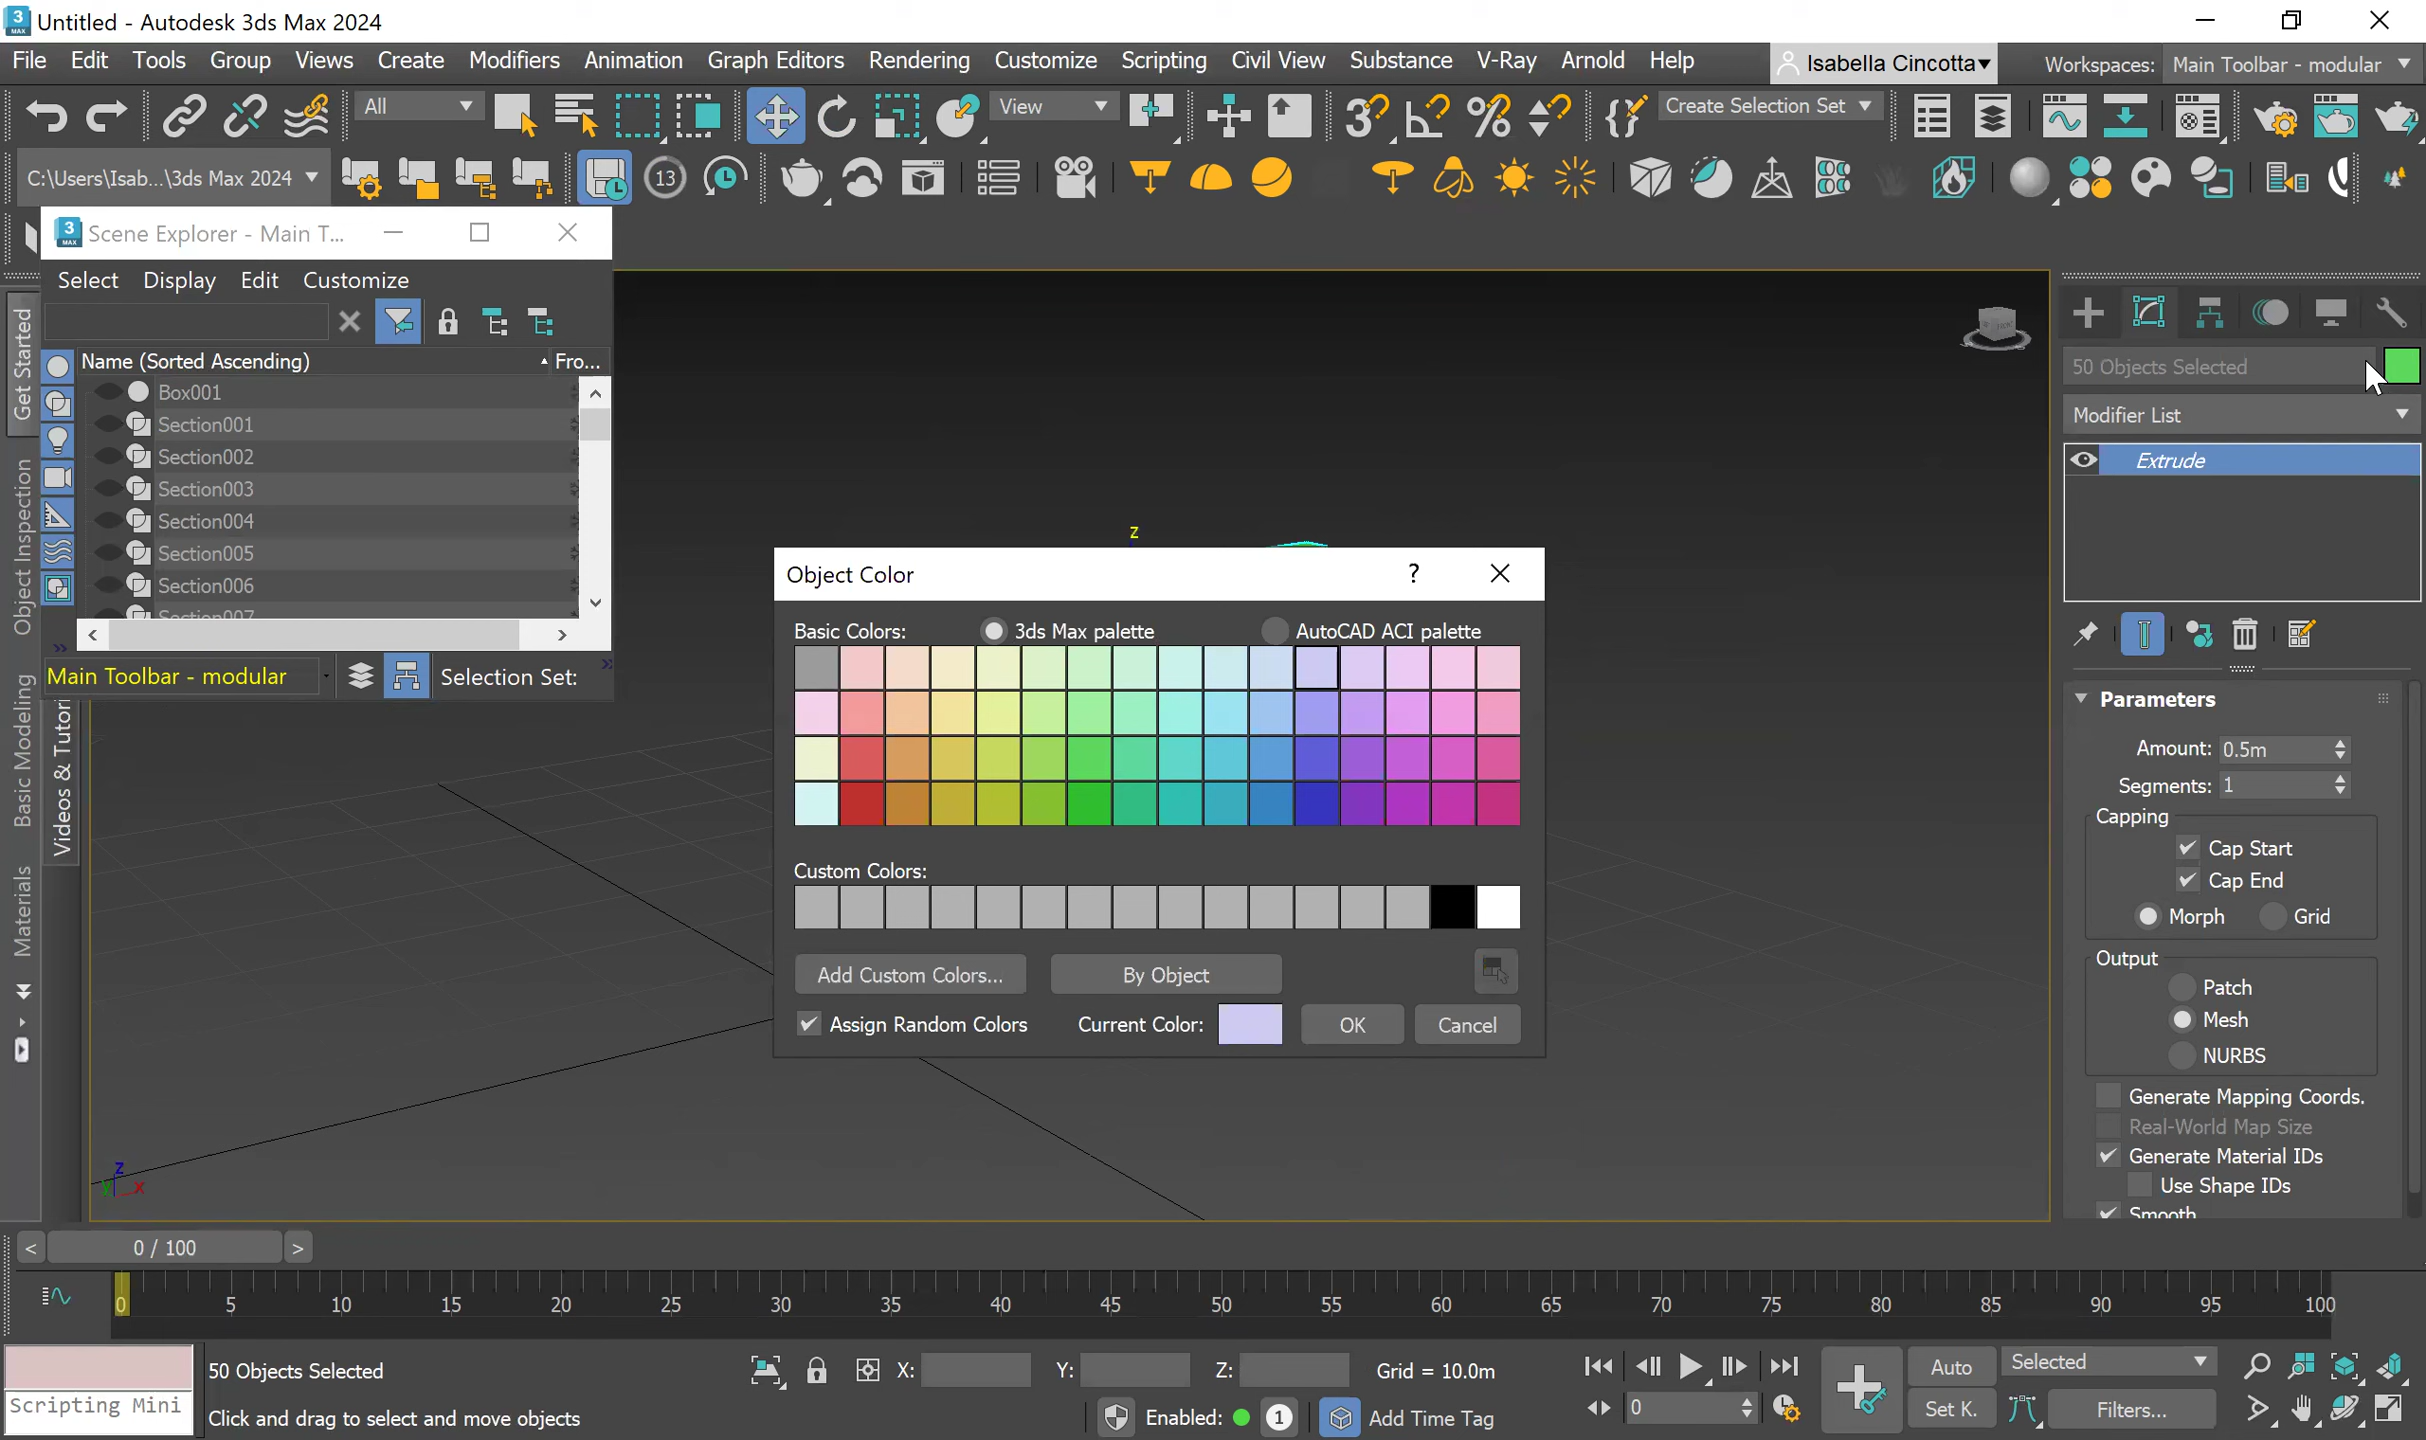 Untitled - Autodesk 3ds Max 2024
File Edit Tools Group Views Create Modifiers Animation Graph Editors Rendering Customize Scripting Civil View Substance V-Ray Arnold Help Isabella Cincotta Workspaces: Main Toolbar - modular
All View Create Selection Set
C:\Users\Isab...\3ds Max 2024 13
Scene Explorer - Main T...
Select Display Edit Customize
Name (Sorted Ascending) Fro...
Box001
Section001
Section002
Section003
Section004
Section005
Section006
Section007
Main Toolbar - modular Selection Set:
Get Started
Object Inspection
Basic Modeling
Materials
Videos & Tutori
z
Object Color ?
Basic Colors: 3ds Max palette AutoCAD ACI palette
Custom Colors:
Add Custom Colors... By Object
Assign Random Colors Current Color: OK Cancel
50 Objects Selected
Modifier List
Extrude
Parameters
Amount: 0.5m
Segments: 1
Capping
Cap Start
Cap End
Morph Grid
Output
Patch
Mesh
NURBS
Generate Mapping Coords.
Real-World Map Size
Generate Material IDs
Use Shape IDs
Smooth
z
y x
< 0 / 100 >
0 5 10 15 20 25 30 35 40 45 50 55 60 65 70 75 80 85 90 95 100
50 Objects Selected X: Y: Z: Grid = 10.0m Auto Selected
Scripting Mini Click and drag to select and move objects Enabled: 1 Add Time Tag 0 Set K. Filters...